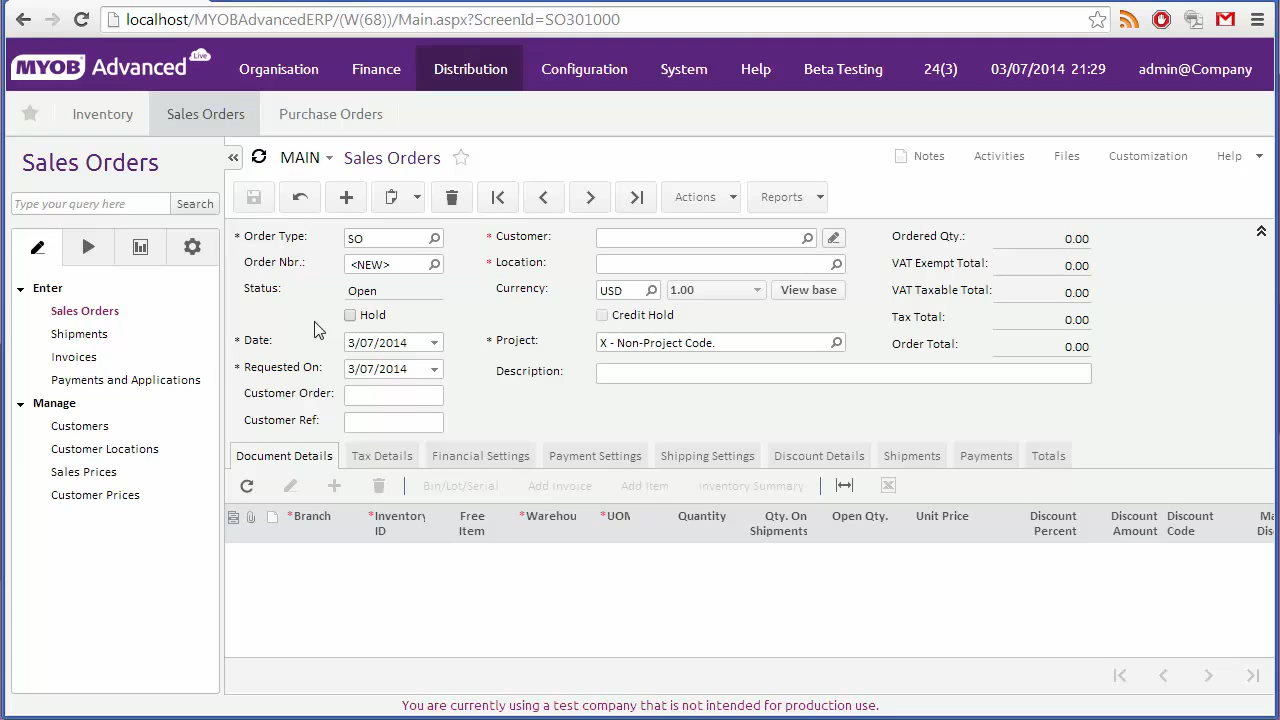 localhost/MYOBAdvancedERP/(W(68))/Main.aspx?ScreenId=SO301000
MYOB Advanced Live
Organisation Finance Distribution Configuration System Help Beta Testing 24(3) 03/07/2014 21:29 admin@Company
Inventory Sales Orders Purchase Orders
Sales Orders
MAIN Sales Orders
Notes Activities Files Customization Help
Type your query here Search
Actions Reports
* Order Type: SO * Customer: Ordered Qty.: 0.00
Order Nbr.: <NEW> * Location: VAT Exempt Total: 0.00
Status: Open Currency: USD 1.00 View base VAT Taxable Total: 0.00
Hold Credit Hold Tax Total: 0.00
* Date: 3/07/2014 * Project: X - Non-Project Code. Order Total: 0.00
* Requested On: 3/07/2014 Description:
Customer Order:
Customer Ref:
Enter
Sales Orders
Shipments
Invoices
Payments and Applications
Manage
Customers
Customer Locations
Sales Prices
Customer Prices
Document Details Tax Details Financial Settings Payment Settings Shipping Settings Discount Details Shipments Payments Totals
Bin/Lot/Serial Add Invoice Add Item Inventory Summary
* Branch * Inventory ID Free Item * Warehou * UON Quantity Qty. On Shipments Open Qty. Unit Price Discount Percent Discount Amount Discount Code Ma Dis
You are currently using a test company that is not intended for production use.